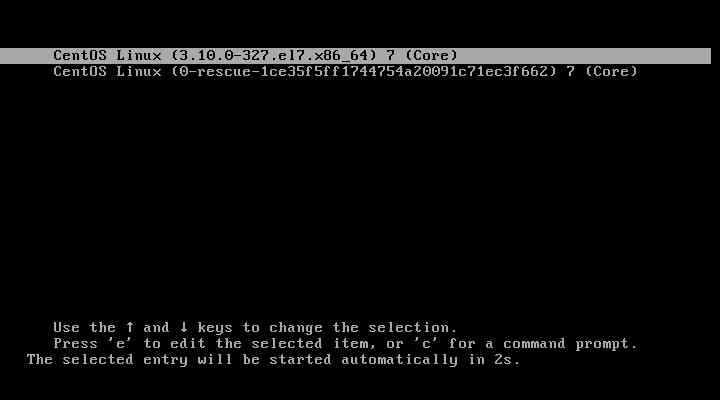 CentOS Linux (3.10.0-327.el7.x86_64) 7 (Core)
CentOS Linux (0-rescue-1ce35f5ff1744754a20091c71ec3f662) 7 (Core)
Use the ↑ and ↓ keys to change the selection.
Press 'e' to edit the selected item, or 'c' for a command prompt.
The selected entry will be started automatically in 2s.